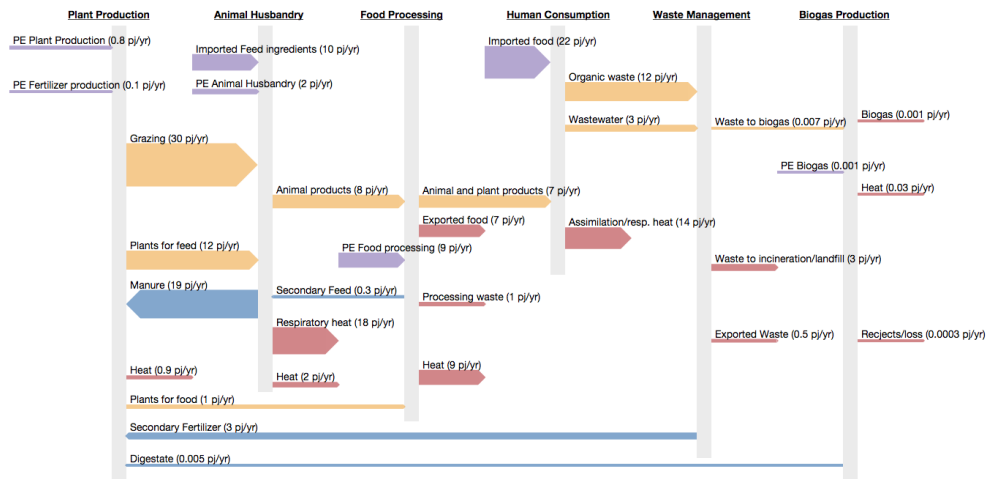 Plant Production
Animal Husbandry
Food Processing
Human Consumption
Waste Management
Biogas Production
PE Plant Production (0.8 pj/yr)
Imported food (22 pj/yr)
Imported Feed ingredients (10 pj/yr)
PE Fertilizer production (0.1 pj/yr)
PE Animal Husbandry (2 pj/yr)
Organic waste (12 pj/yr)
Wastewater (3 pj/yr)
Waste to biogas (0.007 pj/yr)
Biogas (0.001 pj/yr)
Grazing (30 pj/yr)
PE Biogas (0.001 pj/yr)
Animal products (8 pj/yr)
Animal and plant products (7 pj/yr)
Heat (0.03 pj/yr)
Exported food (7 pj/yr)
Assimilation/resp. heat (14 pj/yr)
Plants for feed (12 pj/yr)
PE Food processing (9 pj/yr)
Waste to incineration/landfill (3 pj/yr)
Manure (19 pj/yr)
Secondary Feed (0.3 pj/yr)
Processing waste (1 pj/yr)
Respiratory heat (18 pj/yr)
Exported Waste (0.5 pj/yr)
Recjects/loss (0.0003 pj/yr)
Heat (0.9 pj/yr)
Heat (2 pj/yr)
Heat (9 pj/yr)
Plants for food (1 pj/yr)
Secondary Fertilizer (3 pj/yr)
Digestate (0.005 pj/yr)